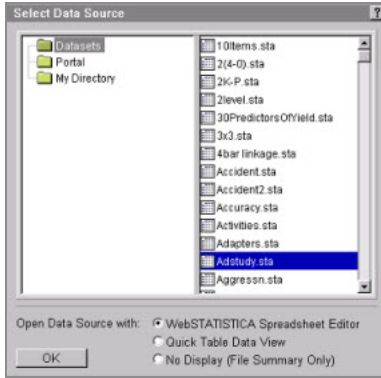 Select Data Source
?
Datasets
Portal
My Directory
10Items.sta
2(4-0).sta
2K-P.sta
2level.sta
30PredictorsOfYield.sta
3x3.sta
4bar linkage.sta
Accident.sta
Accident2.sta
Accuracy.sta
Activities.sta
Adapters.sta
Adstudy.sta
Aggressn.sta
Open Data Source with:
WebSTATISTICA Spreadsheet Editor
Quick Table Data View
No Display (File Summary Only)
OK